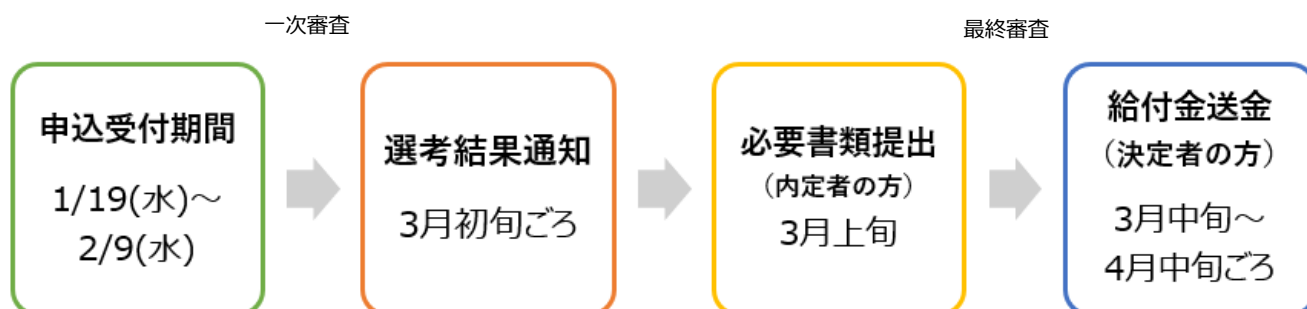 一次審査
最終審査
申込受付期間
1/19(水)～
2/9(水)
選考結果通知
3月初旬ごろ
必要書類提出
（内定者の方）
3月上旬
給付金送金
（決定者の方）
3月中旬～
4月中旬ごろ